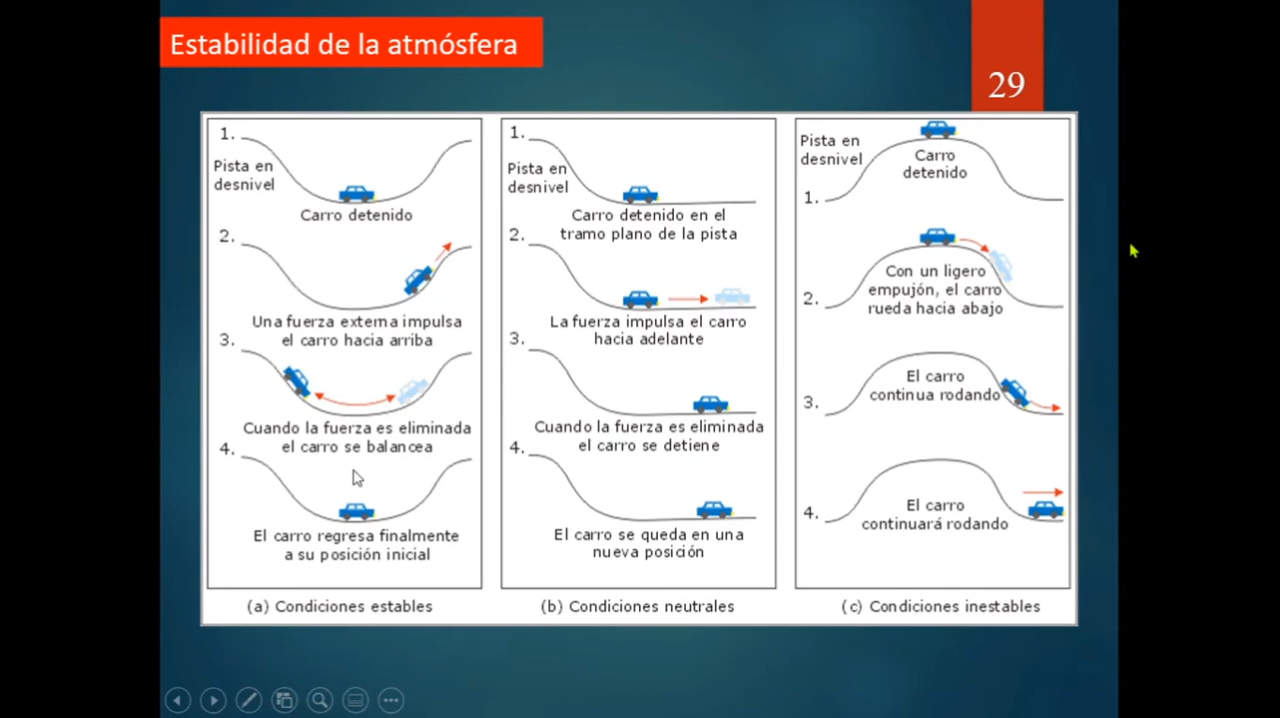 Estabilidad de la atmósfera
29
1.
Pista en
desnivel
Carro detenido
2.
Una fuerza externa impulsa
el carro hacia arriba
3.
Cuando la fuerza es eliminada
el carro se balancea
4.
El carro regresa finalmente
a su posición inicial
(a) Condiciones estables
1.
Pista en
desnivel
Carro detenido en el
tramo plano de la pista
2.
La fuerza impulsa el carro
hacia adelante
3.
Cuando la fuerza es eliminada
el carro se detiene
4.
El carro se queda en una
nueva posición
(b) Condiciones neutrales
Pista en
desnivel
Carro
detenido
1.
Con un ligero
empujón, el carro
rueda hacia abajo
2.
El carro
continua rodando
3.
El carro
continuará rodando
4.
(c) Condiciones inestables